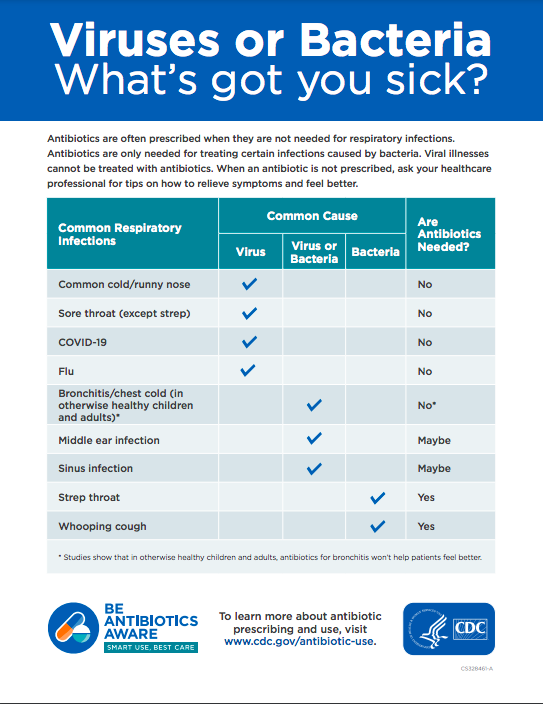 Viruses or Bacteria
What's got you sick?
Antibiotics are often prescribed when they are not needed for respiratory infections.
Antibiotics are only needed for treating certain infections caused by bacteria. Viral illnesses
cannot be treated with antibiotics. When an antibiotic is not prescribed, ask your healthcare
professional for tips on how to relieve symptoms and feel better.
Common Respiratory
Infections
Common Cause
Are
Antibiotics
Needed?
Virus
Virus or
Bacteria
Bacteria
Common cold/runny nose
No
Sore throat (except strep)
No
COVID-19
No
Flu
No
Bronchitis/chest cold (in
otherwise healthy children
and adults)*
No*
Middle ear infection
Maybe
Sinus infection
Maybe
Strep throat
Yes
Whooping cough
Yes
* Studies show that in otherwise healthy children and adults, antibiotics for bronchitis won't help patients feel better.
BE
ANTIBIOTICS
AWARE
SMART USE, BEST CARE
To learn more about antibiotic
prescribing and use, visit
www.cdc.gov/antibiotic-use.
CDC
CS328461-A